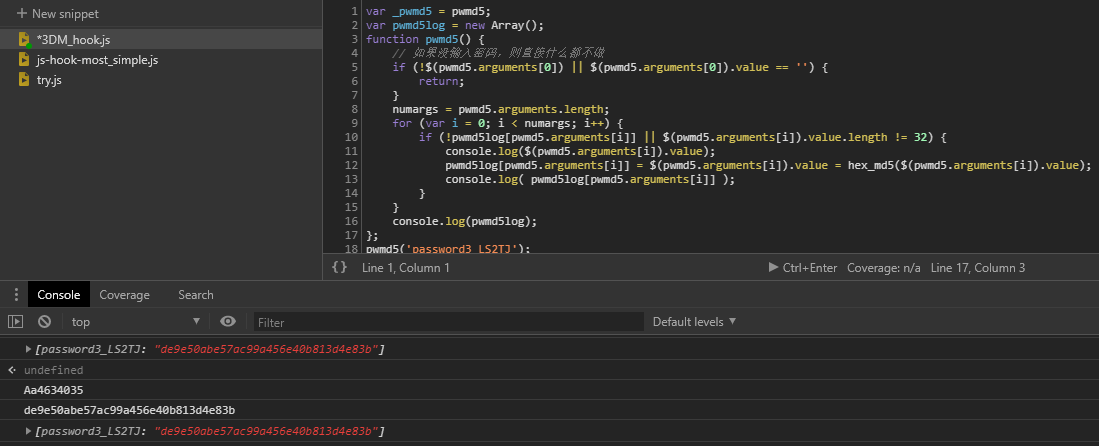 New snippet
*3DM_hook.js
js-hook-most_simple.js
try.js
1 var _pwmd5 = pwmd5;
2 var pwmd5log = new Array();
3 function pwmd5() {
4 // 如果没输入密码，则直接什么都不做
5 if (!$(pwmd5.arguments[0]) || $(pwmd5.arguments[0]).value == '') {
6 return;
7 }
8 numargs = pwmd5.arguments.length;
9 for (var i = 0; i < numargs; i++) {
10 if (!pwmd5log[pwmd5.arguments[i]] || $(pwmd5.arguments[i]).value.length != 32) {
11 console.log($(pwmd5.arguments[i]).value);
12 pwmd5log[pwmd5.arguments[i]] = $(pwmd5.arguments[i]).value = hex_md5($(pwmd5.arguments[i]).value);
13 console.log( pwmd5log[pwmd5.arguments[i]] );
14 }
15 }
16 console.log(pwmd5log);
17 };
18 pwmd5('password3_LS2TJ');
{} Line 1, Column 1 Ctrl+Enter Coverage: n/a Line 17, Column 3
Console Coverage Search
top Filter Default levels
[password3_LS2TJ: "de9e50abe57ac99a456e40b813d4e83b"]
undefined
Aa4634035
de9e50abe57ac99a456e40b813d4e83b
[password3_LS2TJ: "de9e50abe57ac99a456e40b813d4e83b"]